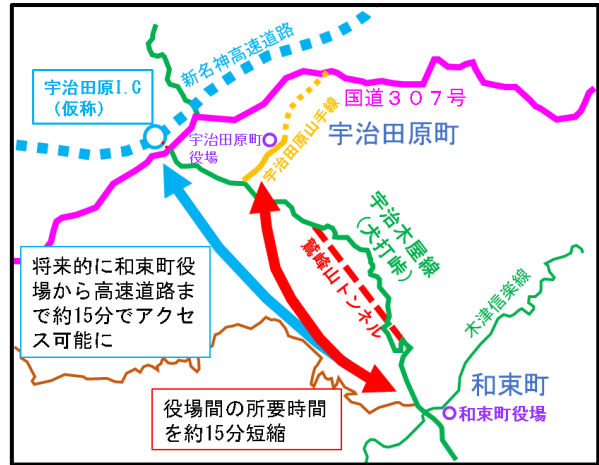 新名神高速道路
宇治田原I.C
(仮称)
国道307号
宇治田原町
役場
宇治田原山手線
宇治田原町
宇治木屋線
(犬打峠)
鷲峰山トンネル
将来的に和束町役
場から高速道路ま
で約15分でアクセ
ス可能に
木津信楽線
和束町
和束町役場
役場間の所要時間
を約15分短縮